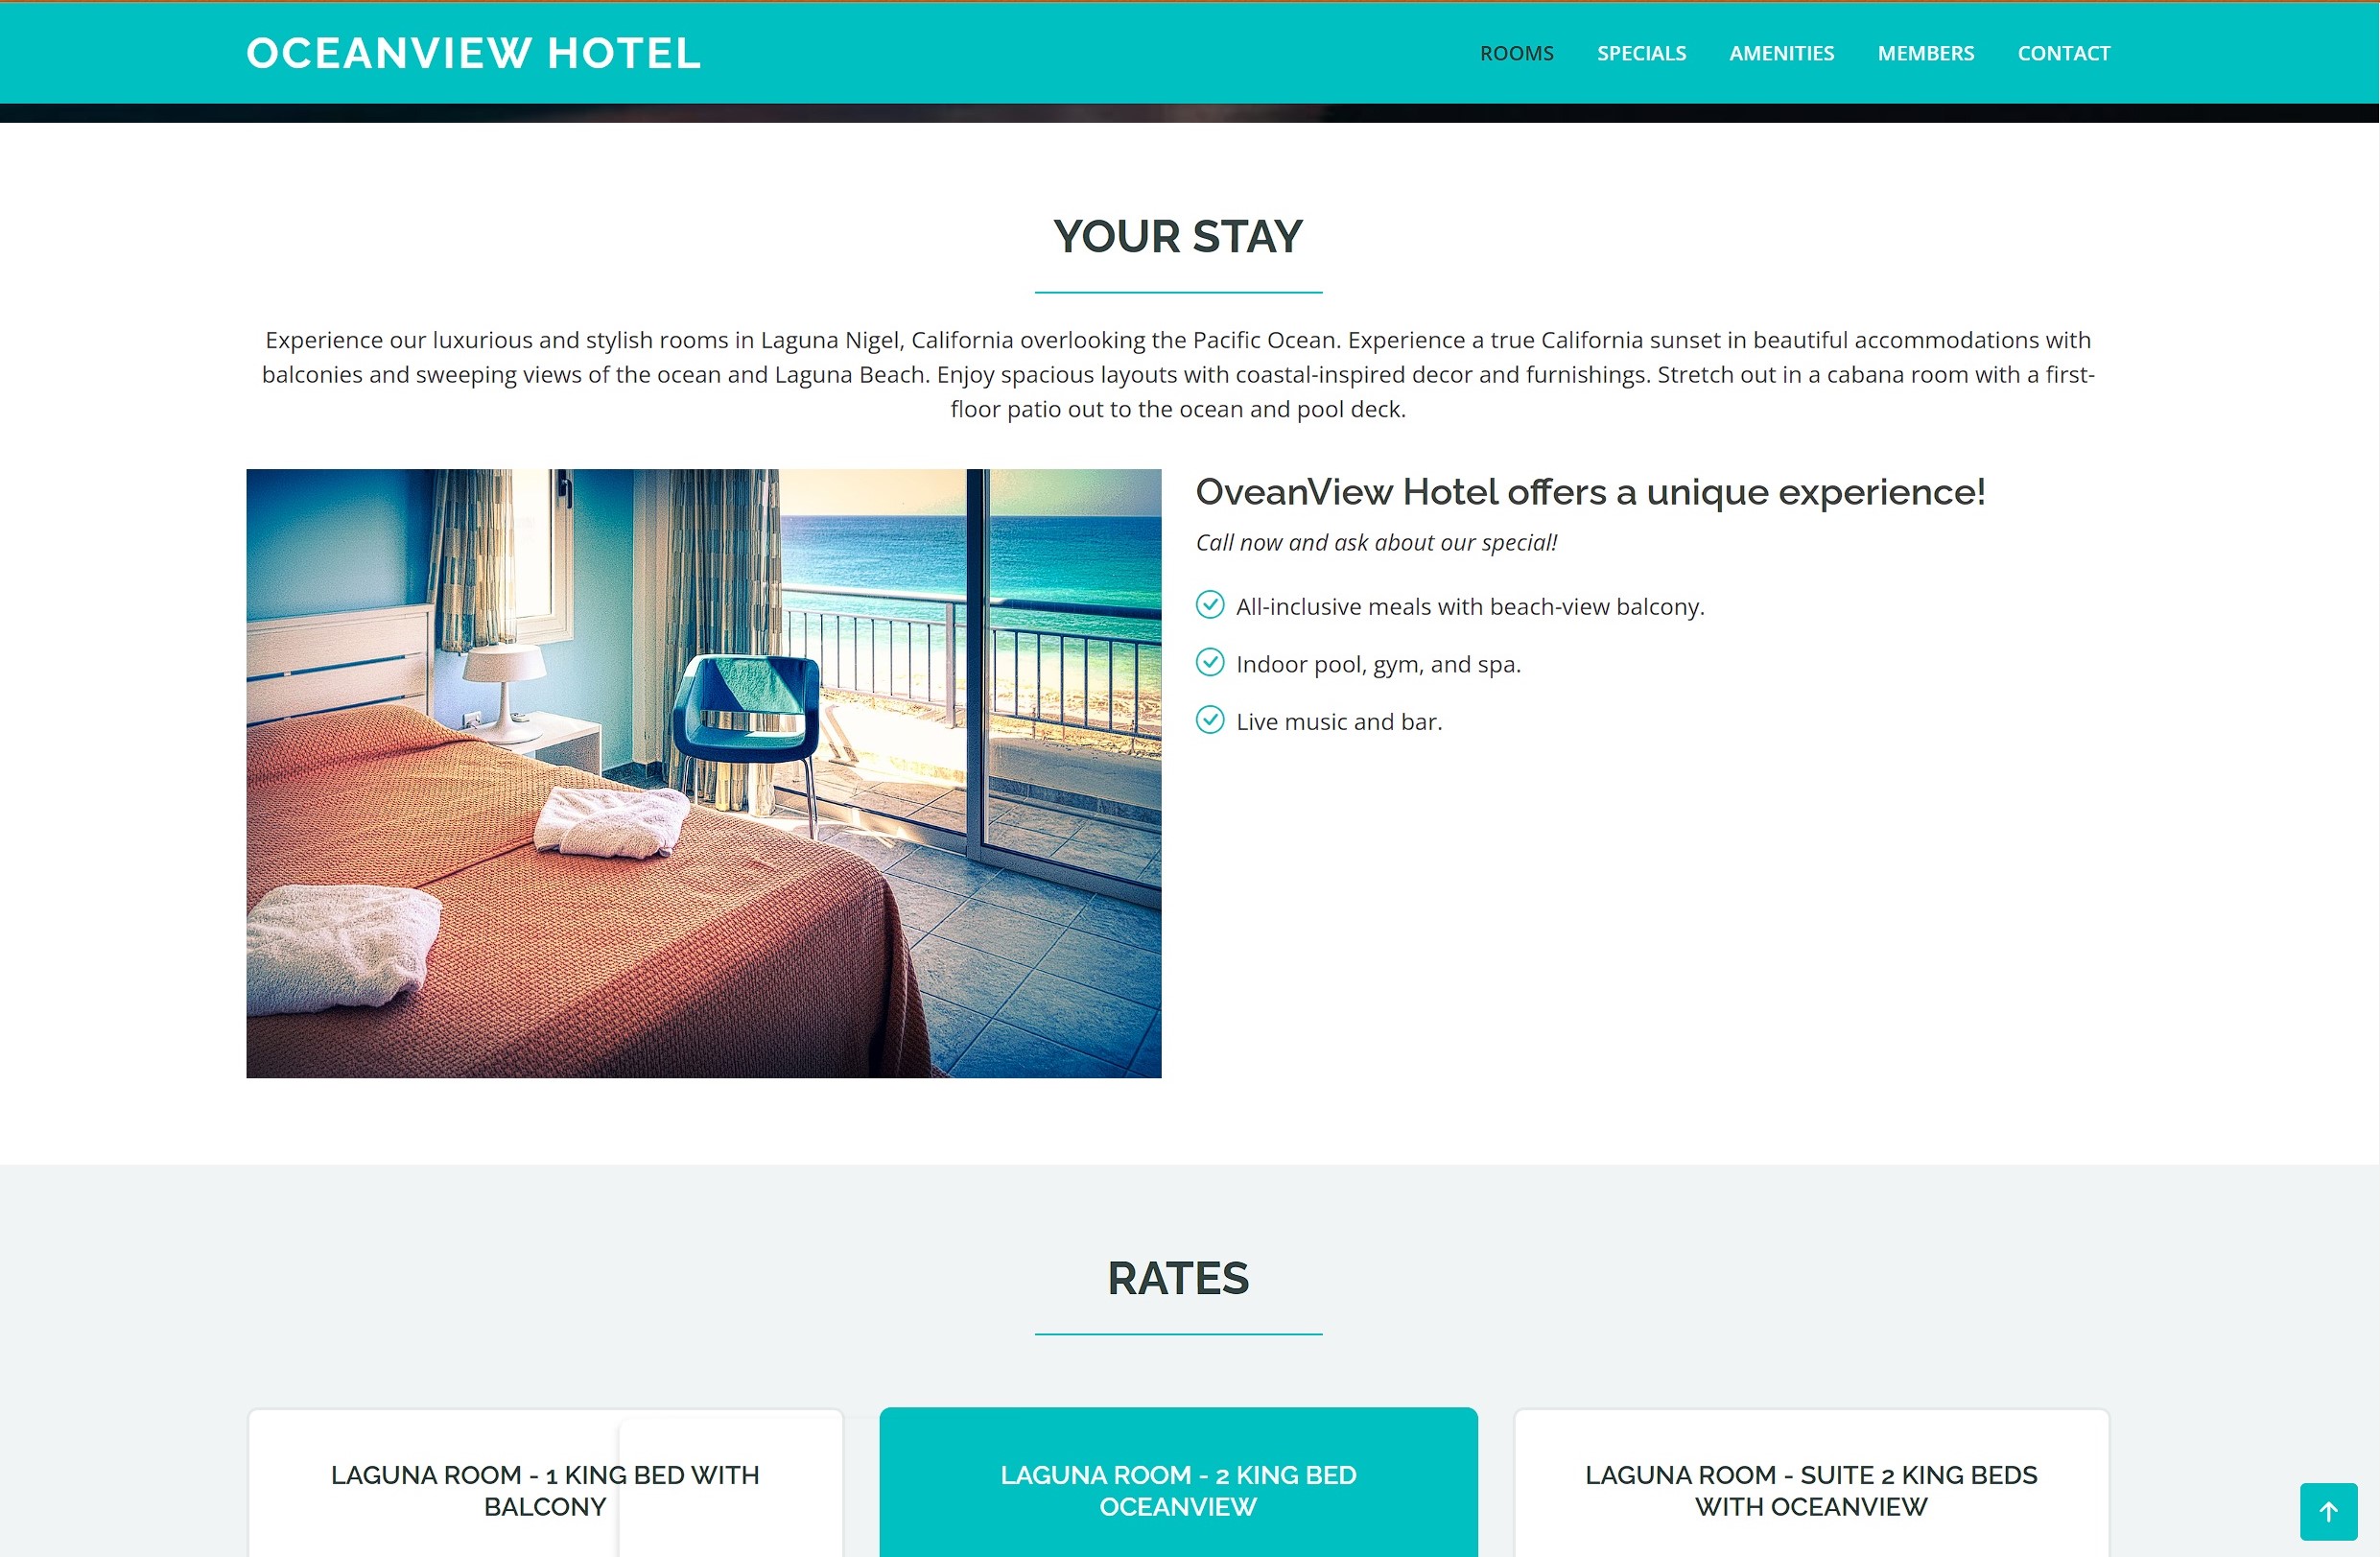 OCEANVIEW HOTEL
ROOMS SPECIALS AMENITIES MEMBERS CONTACT
YOUR STAY
Experience our luxurious and stylish rooms in Laguna Nigel, California overlooking the Pacific Ocean. Experience a true California sunset in beautiful accommodations with
balconies and sweeping views of the ocean and Laguna Beach. Enjoy spacious layouts with coastal-inspired decor and furnishings. Stretch out in a cabana room with a first-
floor patio out to the ocean and pool deck.
OveanView Hotel offers a unique experience!
Call now and ask about our special!
All-inclusive meals with beach-view balcony.
Indoor pool, gym, and spa.
Live music and bar.
RATES
LAGUNA ROOM - 1 KING BED WITH
BALCONY
LAGUNA ROOM - 2 KING BED
OCEANVIEW
LAGUNA ROOM - SUITE 2 KING BEDS
WITH OCEANVIEW